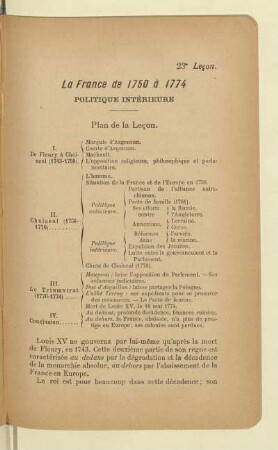 23e Leçon.
La France de 1750 à 1774
POLITIQUE INTÉRIEURE
Plan de la Leçon.
I.
De Fleury à Choiseul (1743-1758)
Marquis d'Argenson.
Comte d'Argenson.
Machault.
L'opposition religieuse, philosophique et parlementaire.
II.
Choiseul (1758-1770)
L'homme.
Situation de la France et de l'Europe en 1758.
Politique extérieure.
Partisan de l'alliance autrichienne.
Pacte de famille (1761).
Ses efforts contre
la Russie.
l'Angleterre.
Annexions.
Lorraine.
Corse.
Politique intérieure
Réformes dans
l'armée.
la marine.
Expulsion des Jésuites.
Lutte entre le gouvernement et le Parlement.
Chute de Choiseul (1770).
III.
Le Triumvirat (1770-1774)
Maupeou : brise l'opposition du Parlement. — Ses réformes judiciaires.
Duc d'Aiguillon : laisse partager la Pologne.
L'abbé Terray : ses expédients pour se procurer des ressources. — Le Pacte de famine.
Mort de Louis XV, le 10 mai 1774.
IV.
Conclusion
Au dedans, profonde décadence, finances ruinées.
Au dehors, la France, abaissée, n'a plus de prestige en Europe ; ses colonies sont perdues.
Louis XV ne gouverna par lui-même qu'après la mort
de Fleury, en 1743. Cette deuxième partie de son règne est
caractérisée au dedans par la dégradation et la décadence
de la monarchie absolue, au dehors par l'abaissement de la
France en Europe.
Le roi est pour beaucoup dans cette décadence ; son